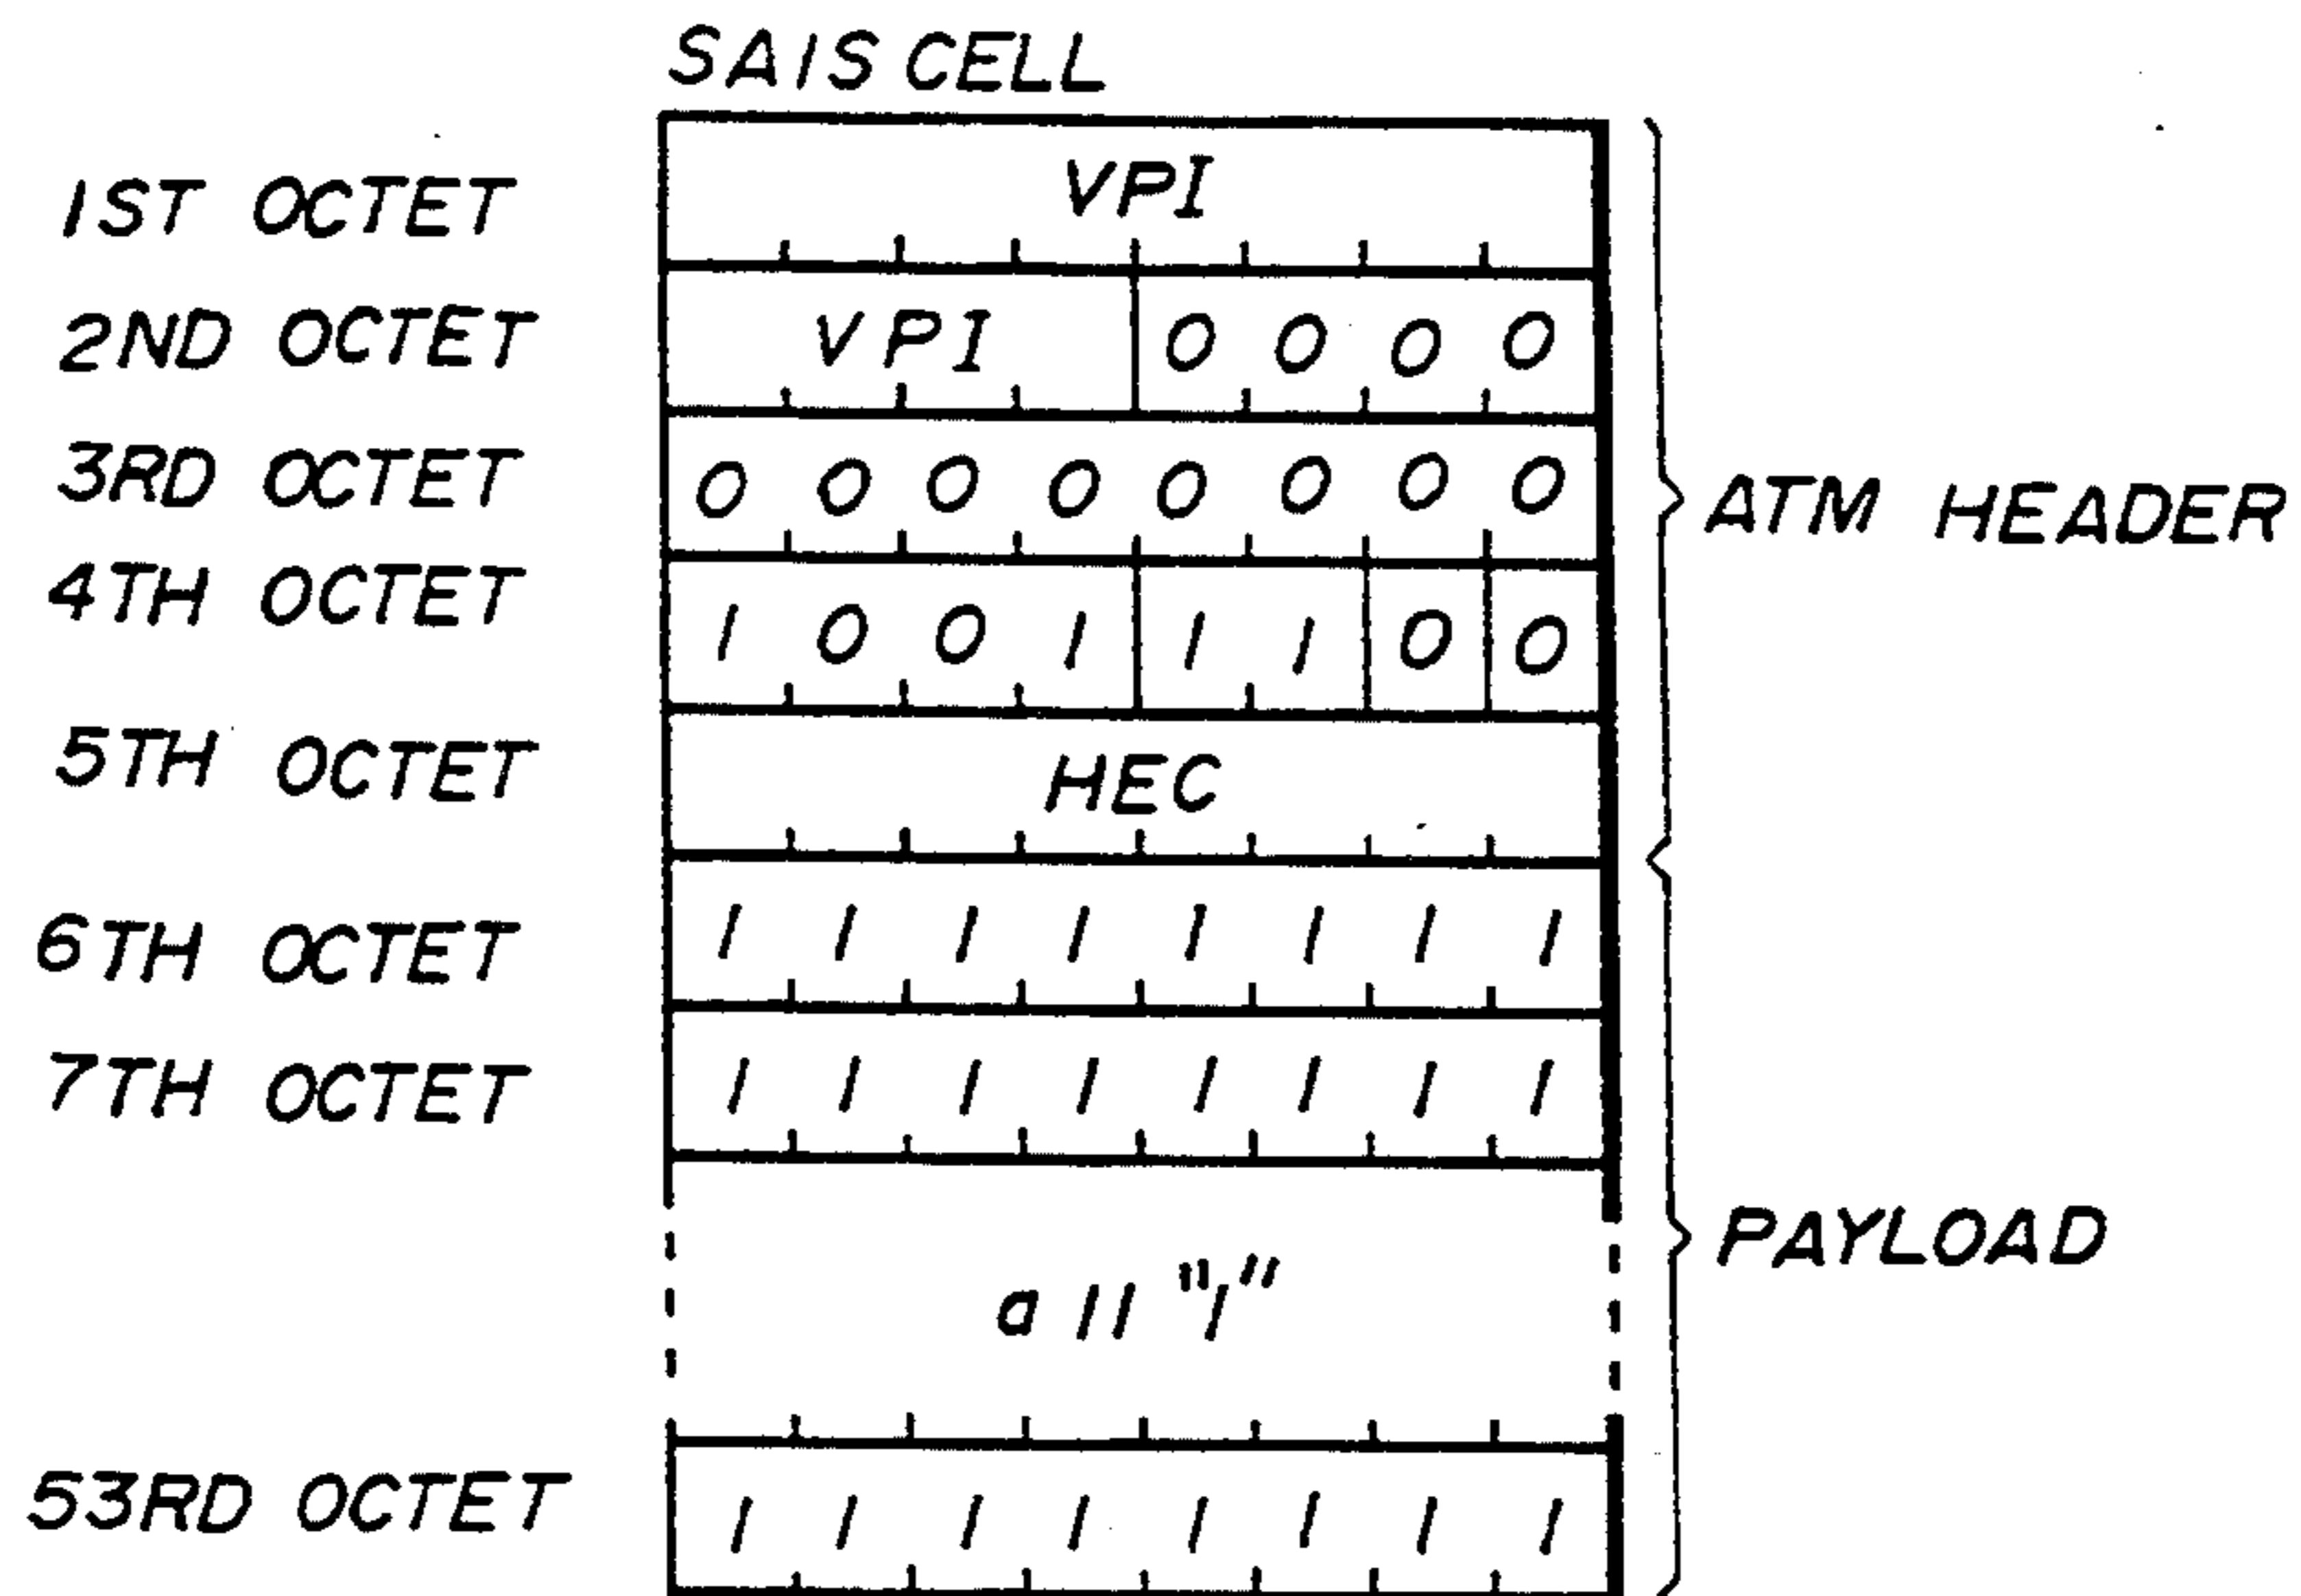 SAIS CELL
1ST OCTET VPI
2ND OCTET VPI 0 0 0 0
3RD OCTET 0 0 0 0 0 0 0 0
ATM HEADER
4TH OCTET 1 0 0 1 1 1 0 0
5TH OCTET HEC
6TH OCTET 1 1 1 1 1 1 1 1
7TH OCTET 1 1 1 1 1 1 1 1
PAYLOAD
all "1"
53RD OCTET 1 1 1 1 1 1 1 1